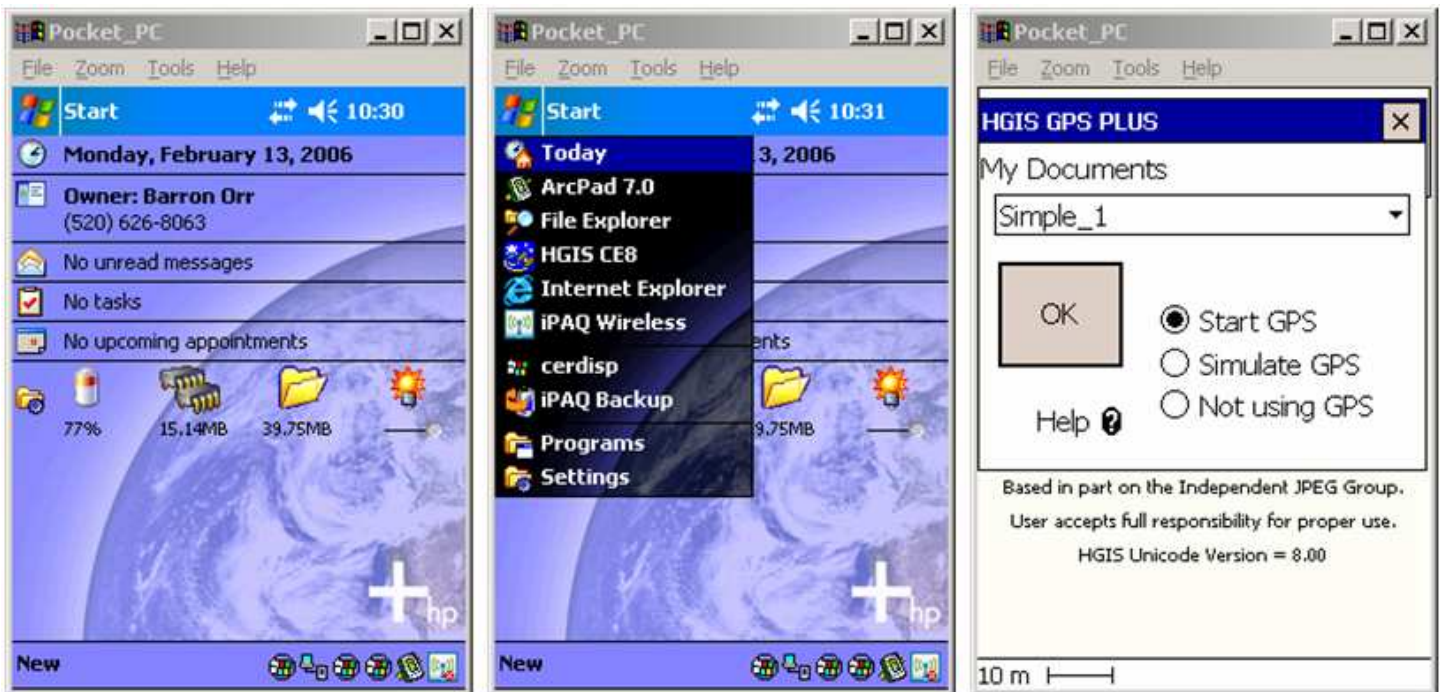 Pocket_PC
File Zoom Tools Help
Start 10:30
Monday, February 13, 2006
Owner: Barron Orr
(520) 626-8063
No unread messages
No tasks
No upcoming appointments
77% 15.14MB 39.75MB
hp
New
Pocket_PC
File Zoom Tools Help
Start 10:31
Today 3, 2006
ArcPad 7.0
File Explorer
HGIS CE8
Internet Explorer
iPAQ Wireless
ents
cerdisp
iPAQ Backup
9.75MB
Programs
Settings
hp
New
Pocket_PC
File Zoom Tools Help
HGIS GPS PLUS
My Documents
Simple_1
OK
Start GPS
Simulate GPS
Not using GPS
Help
Based in part on the Independent JPEG Group.
User accepts full responsibility for proper use.
HGIS Unicode Version = 8.00
10 m